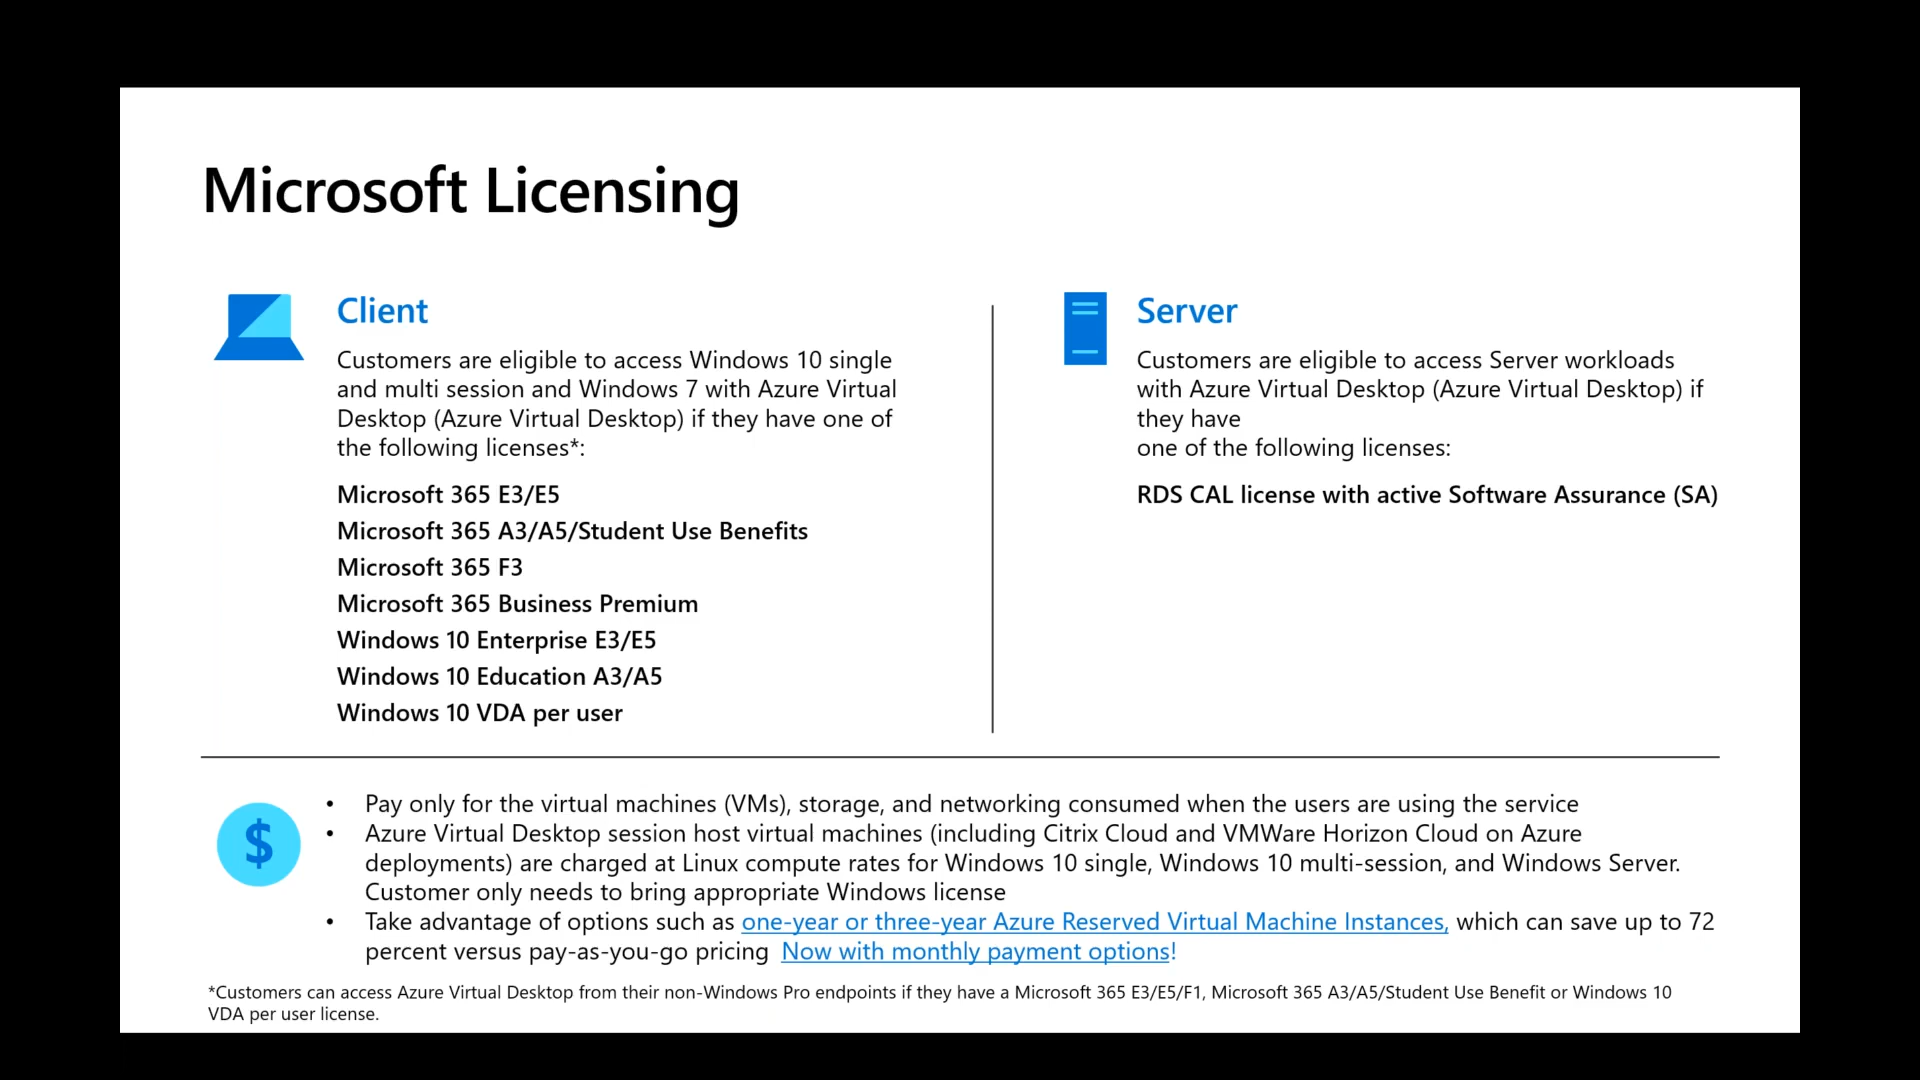 Microsoft Licensing
Client
Customers are eligible to access Windows 10 single
and multi session and Windows 7 with Azure Virtual
Desktop (Azure Virtual Desktop) if they have one of
the following licenses*:
Microsoft 365 E3/E5
Microsoft 365 A3/A5/Student Use Benefits
Microsoft 365 F3
Microsoft 365 Business Premium
Windows 10 Enterprise E3/E5
Windows 10 Education A3/A5
Windows 10 VDA per user
Server
Customers are eligible to access Server workloads
with Azure Virtual Desktop (Azure Virtual Desktop) if
they have
one of the following licenses:
RDS CAL license with active Software Assurance (SA)
$
• Pay only for the virtual machines (VMs), storage, and networking consumed when the users are using the service
• Azure Virtual Desktop session host virtual machines (including Citrix Cloud and VMWare Horizon Cloud on Azure
deployments) are charged at Linux compute rates for Windows 10 single, Windows 10 multi-session, and Windows Server.
Customer only needs to bring appropriate Windows license
• Take advantage of options such as one-year or three-year Azure Reserved Virtual Machine Instances, which can save up to 72
percent versus pay-as-you-go pricing  Now with monthly payment options!
*Customers can access Azure Virtual Desktop from their non-Windows Pro endpoints if they have a Microsoft 365 E3/E5/F1, Microsoft 365 A3/A5/Student Use Benefit or Windows 10
VDA per user license.